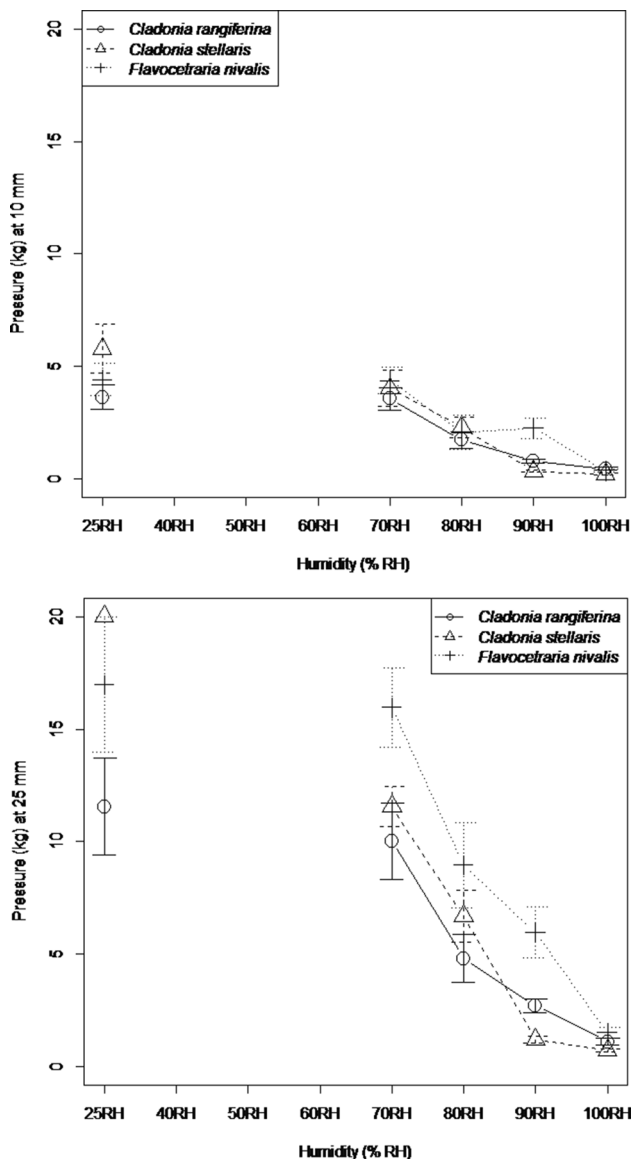 Cladonia rangiferina
Cladonia stellaris
Flavocetraria nivalis
Pressure (kg) at 10 mm
20
15
10
5
0
25RH 40RH 50RH 60RH 70RH 80RH 90RH 100RH
Humidity (% RH)
Cladonia rangiferina
Cladonia stellaris
Flavocetraria nivalis
Pressure (kg) at 25 mm
20
15
10
5
0
25RH 40RH 50RH 60RH 70RH 80RH 90RH 100RH
Humidity (% RH)